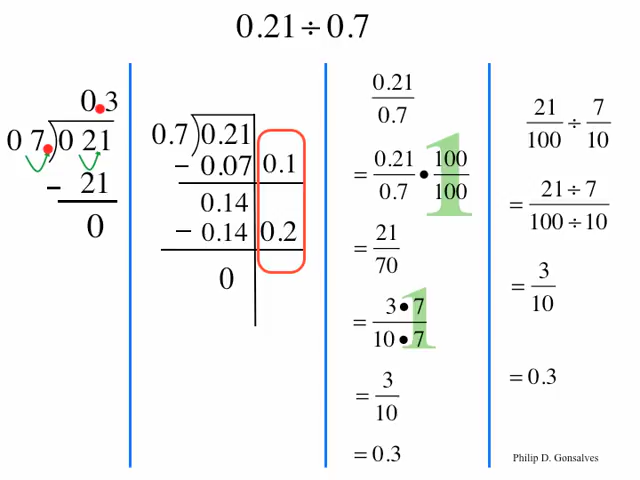 0.21 ÷ 0.7
0.3
0 7.)0 21
− 21
0
0.7)0.21
− 0.07 0.1
0.14
− 0.14 0.2
0
0.21
0.7
= 0.21 • 100
0.7 100
1
= 21
70
= 3 • 7
10 • 7
1
= 3
10
= 0.3
21 ÷ 7
100 10
= 21 ÷ 7
100 ÷ 10
= 3
10
= 0.3
Philip D. Gonsalves